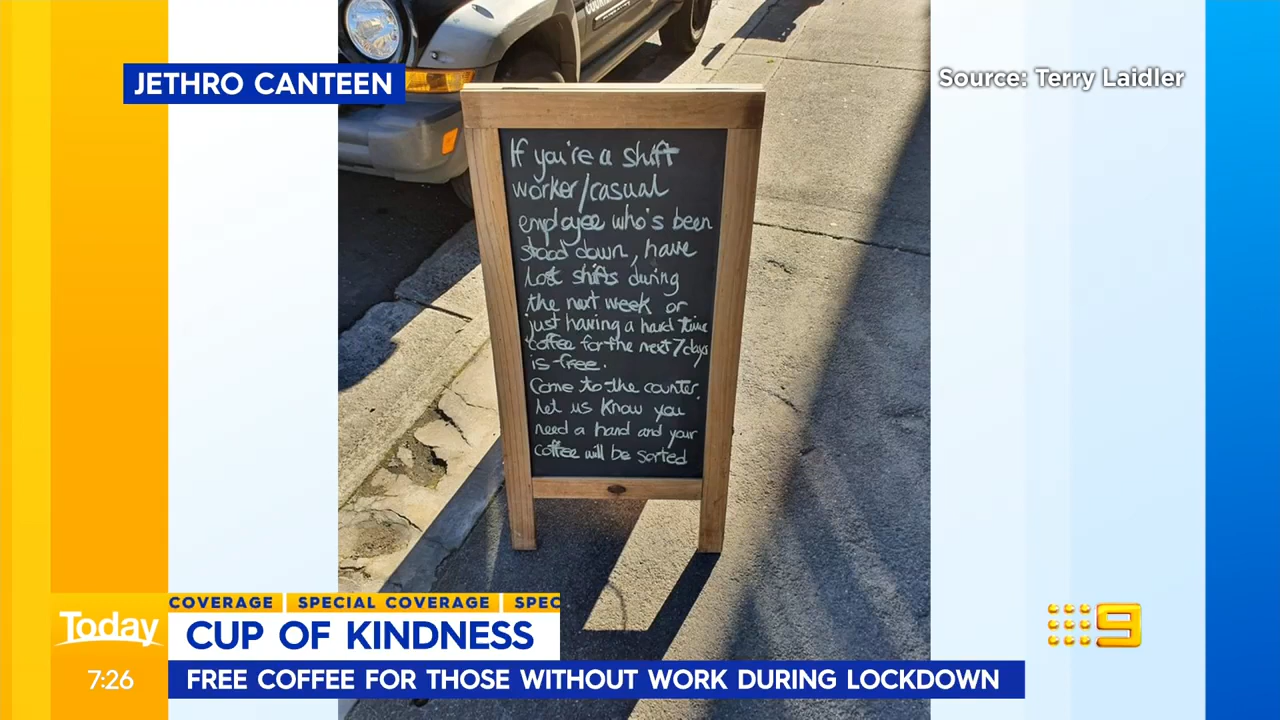 JETHRO CANTEEN
Source: Terry Laidler
If you're a shift
worker/casual
employee who's been
stood down, have
lost shifts during
the next week or
just having a hard time
coffee for the next 7 days
is free.
Come to the counter.
Let us know you
need a hand and your
coffee will be sorted
COVERAGE SPECIAL COVERAGE SPEC
Today
CUP OF KINDNESS
9
7:26
FREE COFFEE FOR THOSE WITHOUT WORK DURING LOCKDOWN